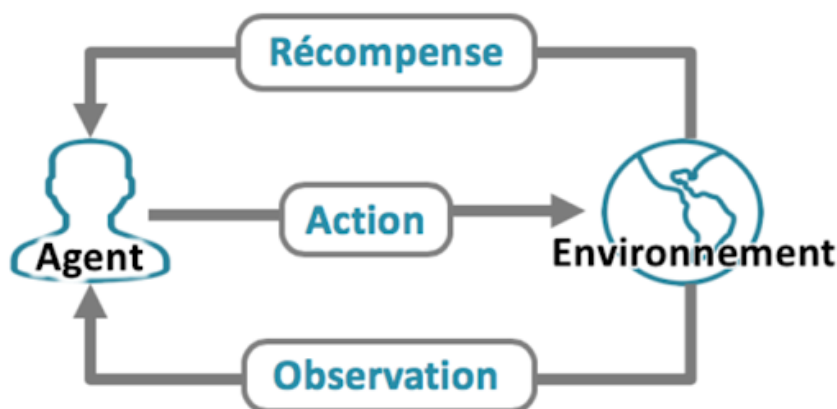 Récompense
Agent
Action
Environnement
Observation